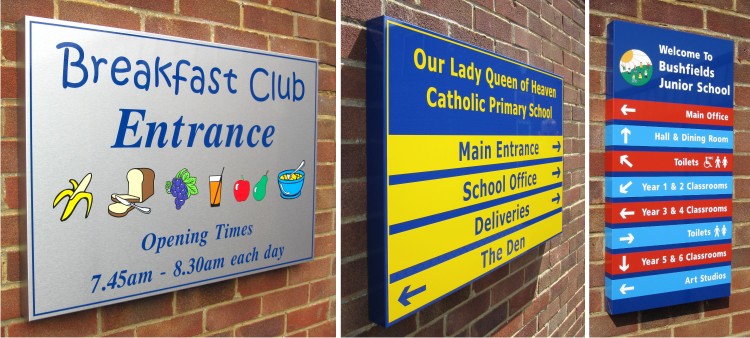 Breakfast Club
Entrance
Opening Times
7.45am - 8.30am each day
Our Lady Queen of Heaven
Catholic Primary School
Main Entrance
School Office
Deliveries
The Den
Welcome To
Bushfields
Junior School
Main Office
Hall & Dining Room
Toilets
Year 1 & 2 Classrooms
Year 3 & 4 Classrooms
Toilets
Year 5 & 6 Classrooms
Art Studios